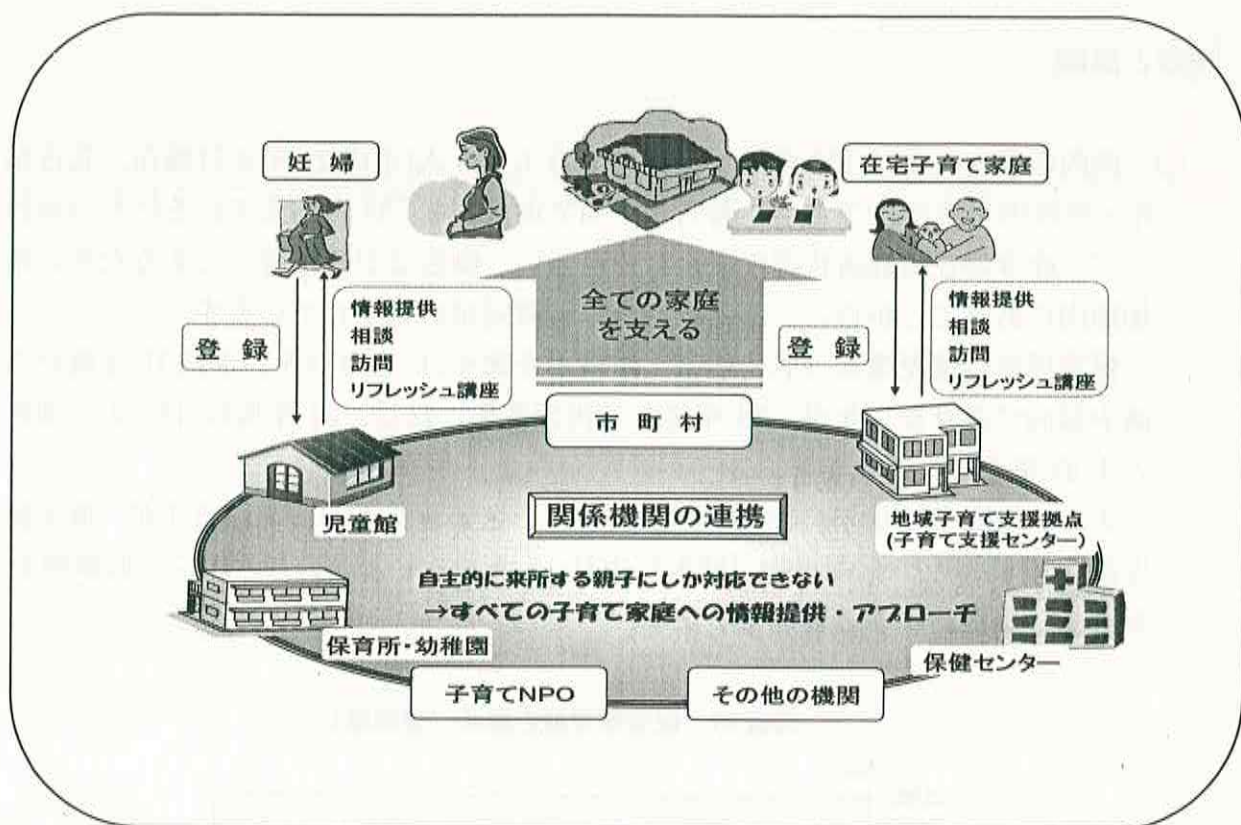 妊婦
在宅子育て家庭
全ての家庭
を支える
登録
情報提供
相談
訪問
リフレッシュ講座
登録
情報提供
相談
訪問
リフレッシュ講座
市町村
児童館
関係機関の連携
地域子育て支援拠点
(子育て支援センター)
自主的に来所する親子にしか対応できない
→すべての子育て家庭への情報提供・アプローチ
保育所・幼稚園
保健センター
子育てNPO
その他の機関